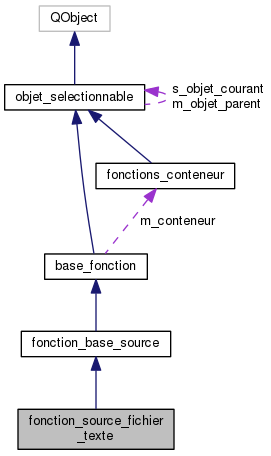 QObject
objet_selectionnable
s_objet_courant
m_objet_parent
fonctions_conteneur
m_conteneur
base_fonction
fonction_base_source
fonction_source_fichier
_texte